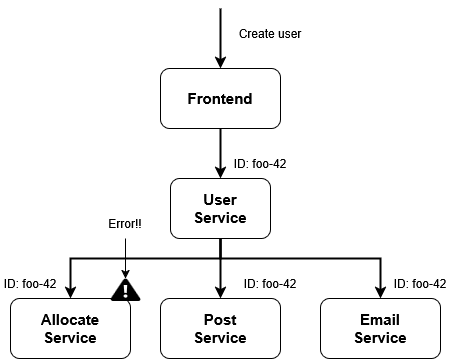 Create user
Frontend
ID: foo-42
User
Service
Error!!
ID: foo-42
ID: foo-42
ID: foo-42
!
Allocate
Service
Post
Service
Email
Service